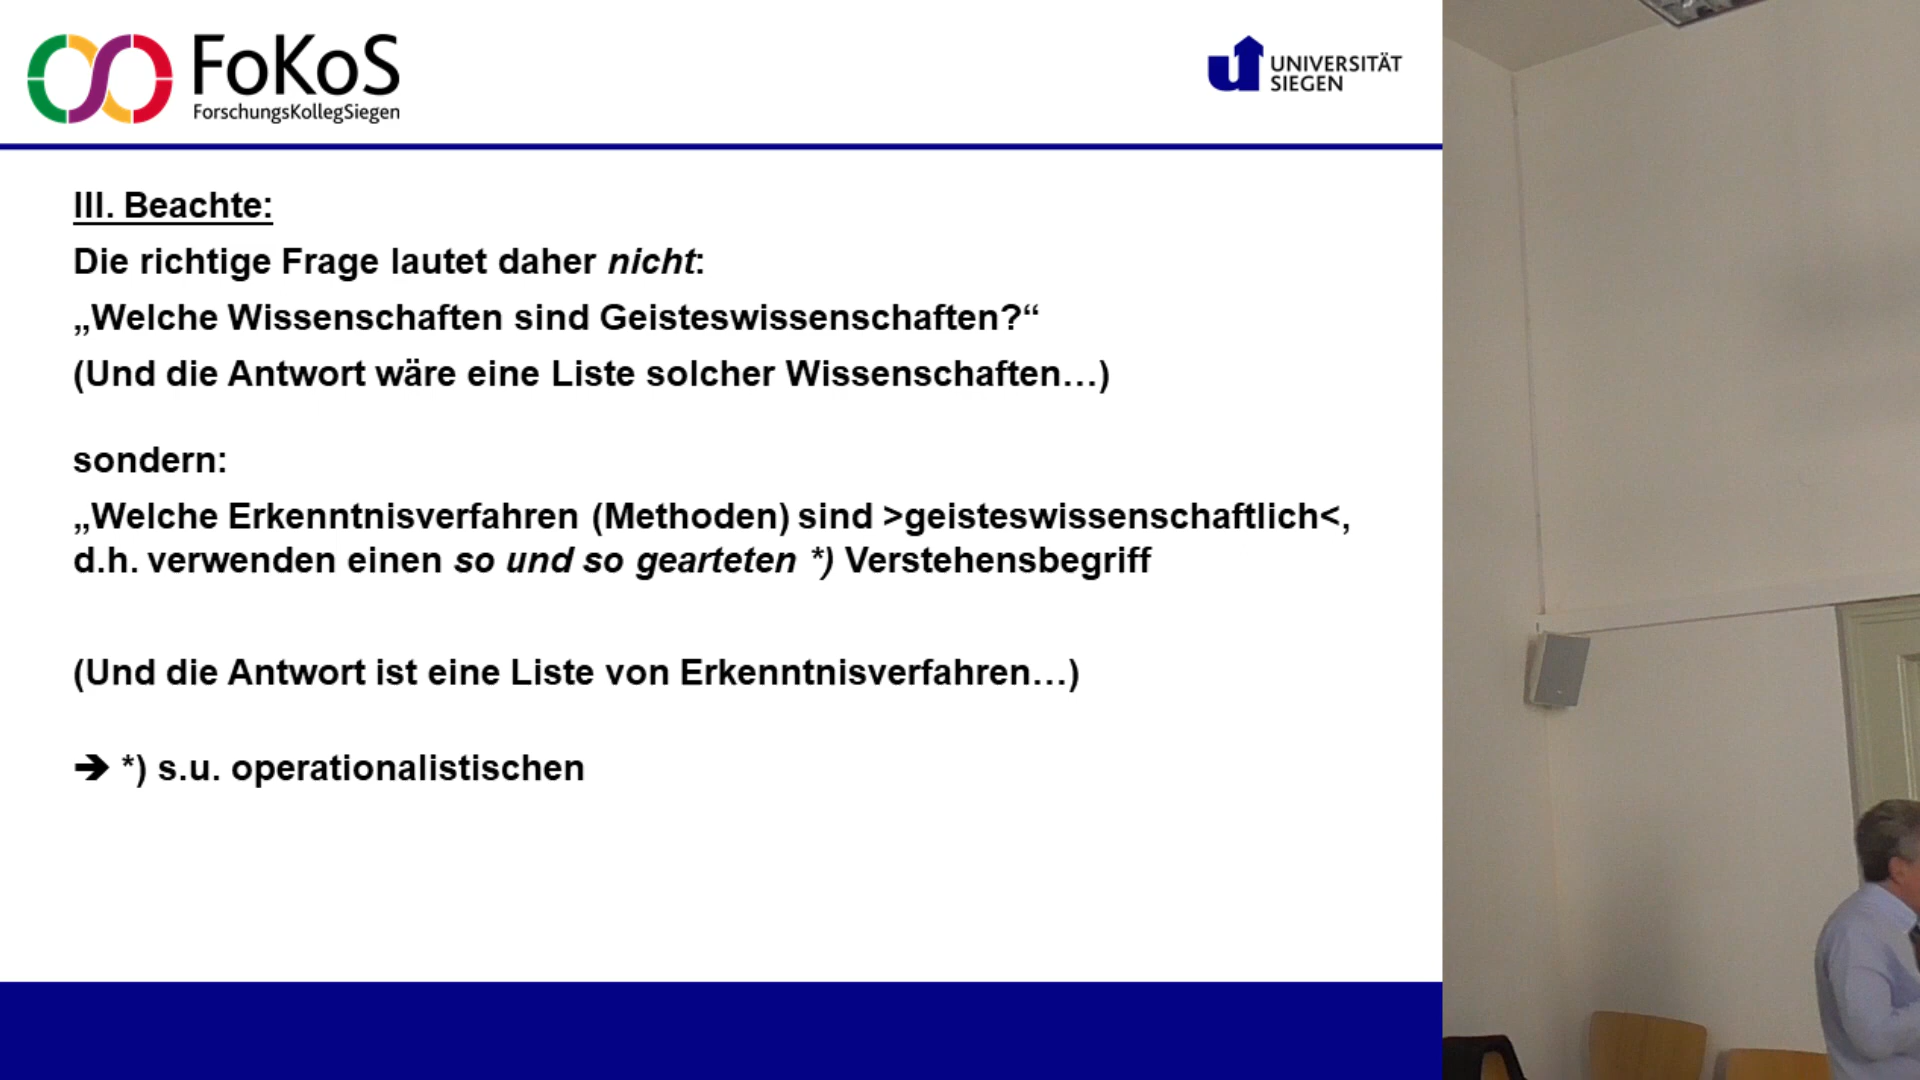 FoKoS
ForschungsKollegSiegen
UNIVERSITÄT
SIEGEN
III. Beachte:
Die richtige Frage lautet daher nicht:
„Welche Wissenschaften sind Geisteswissenschaften?“
(Und die Antwort wäre eine Liste solcher Wissenschaften…)
sondern:
„Welche Erkenntnisverfahren (Methoden) sind >geisteswissenschaftlich<,
d.h. verwenden einen so und so gearteten *) Verstehensbegriff
(Und die Antwort ist eine Liste von Erkenntnisverfahren…)
➔ *) s.u. operationalistischen